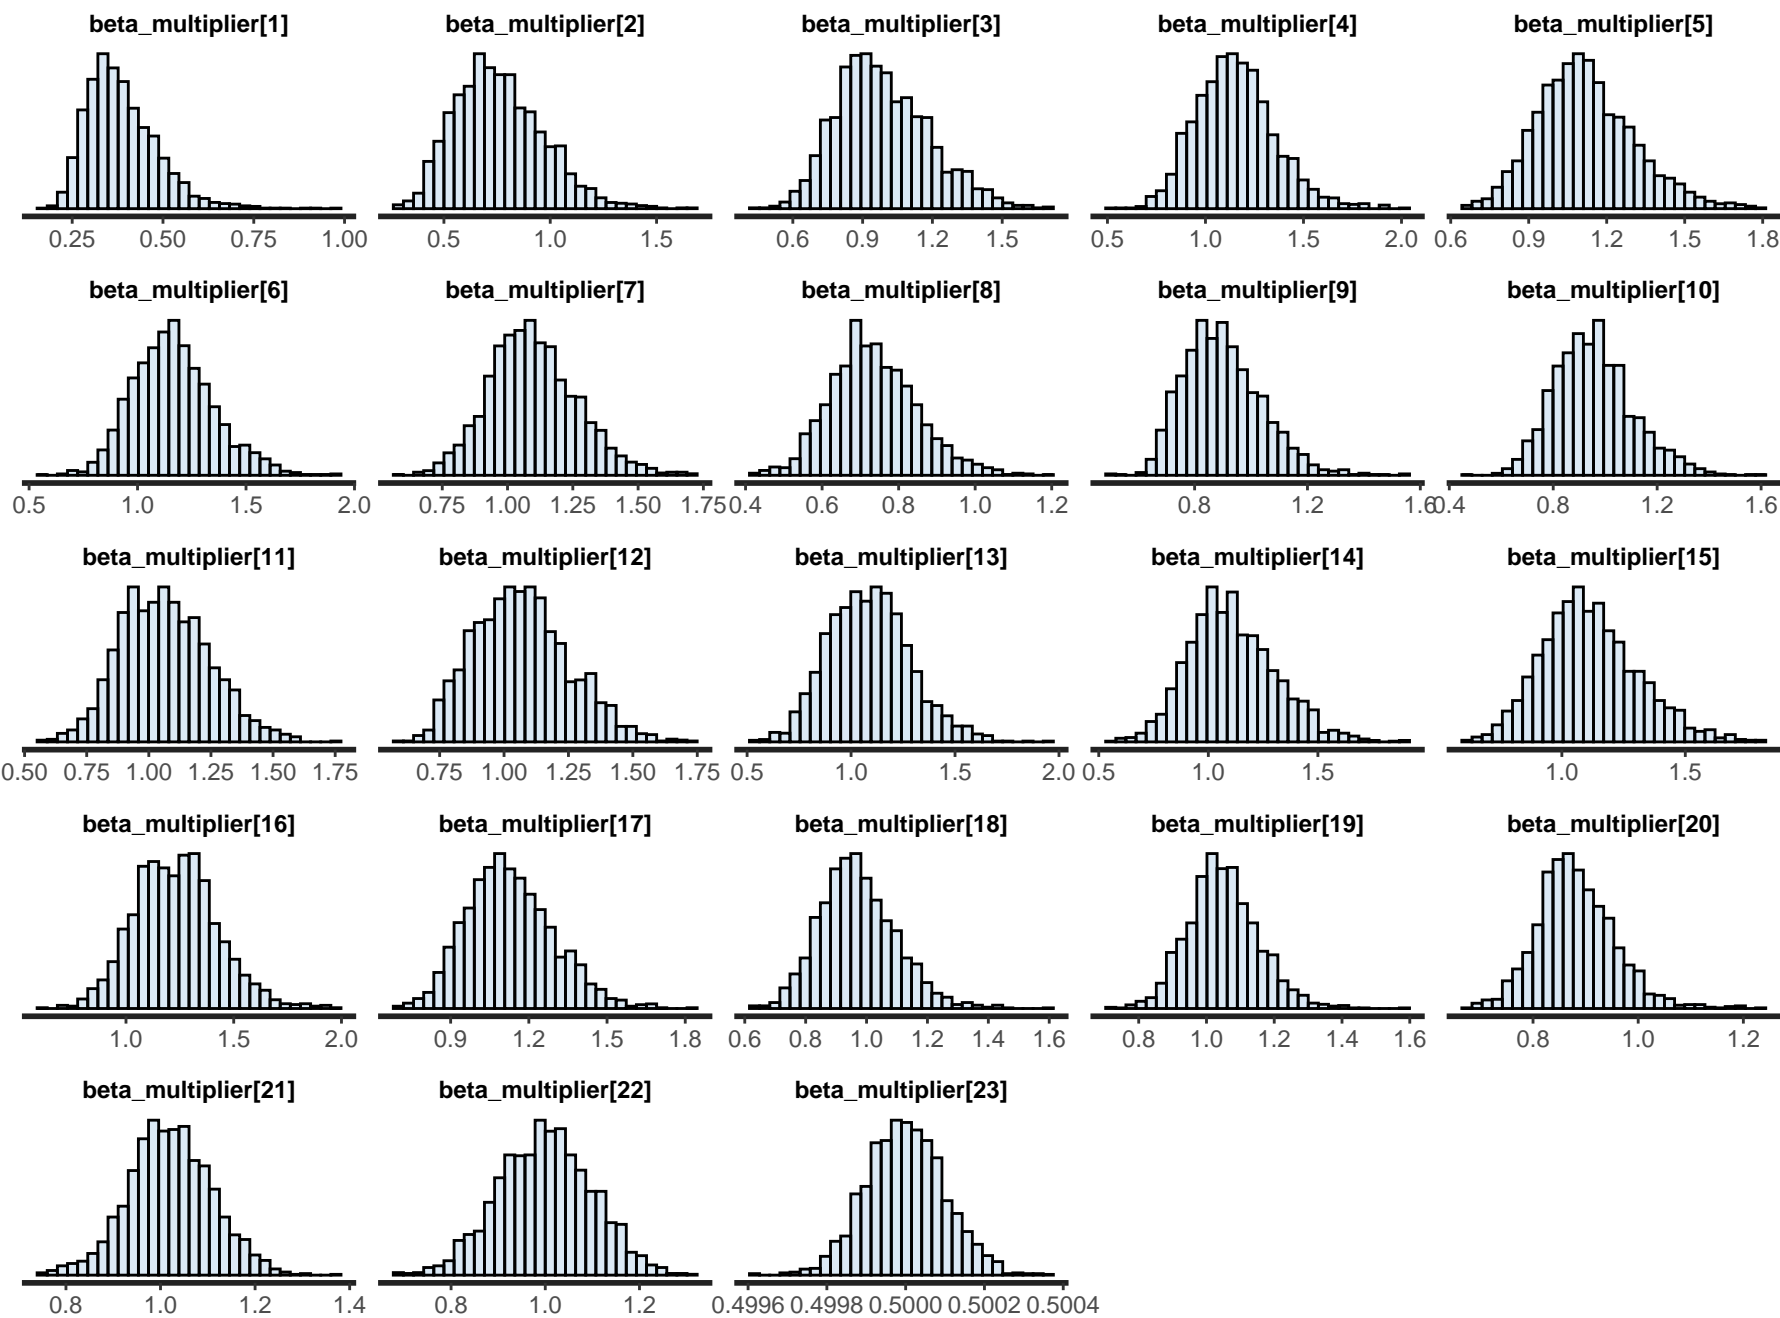 beta_multiplier[1] beta_multiplier[2] beta_multiplier[3] beta_multiplier[4] beta_multiplier[5]
0.25 0.50 0.75 1.00 0.5 1.0 1.5 0.6 0.9 1.2 1.5 0.5 1.0 1.5 2.0 0.6 0.9 1.2 1.5 1.8
beta_multiplier[6] beta_multiplier[7] beta_multiplier[8] beta_multiplier[9] beta_multiplier[10]
0.5 1.0 1.5 2.0 0.75 1.00 1.25 1.50 1.75 0.4 0.6 0.8 1.0 1.2 0.8 1.2 1.6 0.4 0.8 1.2 1.6
beta_multiplier[11] beta_multiplier[12] beta_multiplier[13] beta_multiplier[14] beta_multiplier[15]
0.50 0.75 1.00 1.25 1.50 1.75 0.75 1.00 1.25 1.50 1.75 0.5 1.0 1.5 2.0 0.5 1.0 1.5 1.0 1.5
beta_multiplier[16] beta_multiplier[17] beta_multiplier[18] beta_multiplier[19] beta_multiplier[20]
1.0 1.5 2.0 0.9 1.2 1.5 1.8 0.6 0.8 1.0 1.2 1.4 1.6 0.8 1.0 1.2 1.4 1.6 0.8 1.0 1.2
beta_multiplier[21] beta_multiplier[22] beta_multiplier[23]
0.8 1.0 1.2 1.4 0.8 1.0 1.2 0.4996 0.4998 0.5000 0.5002 0.5004